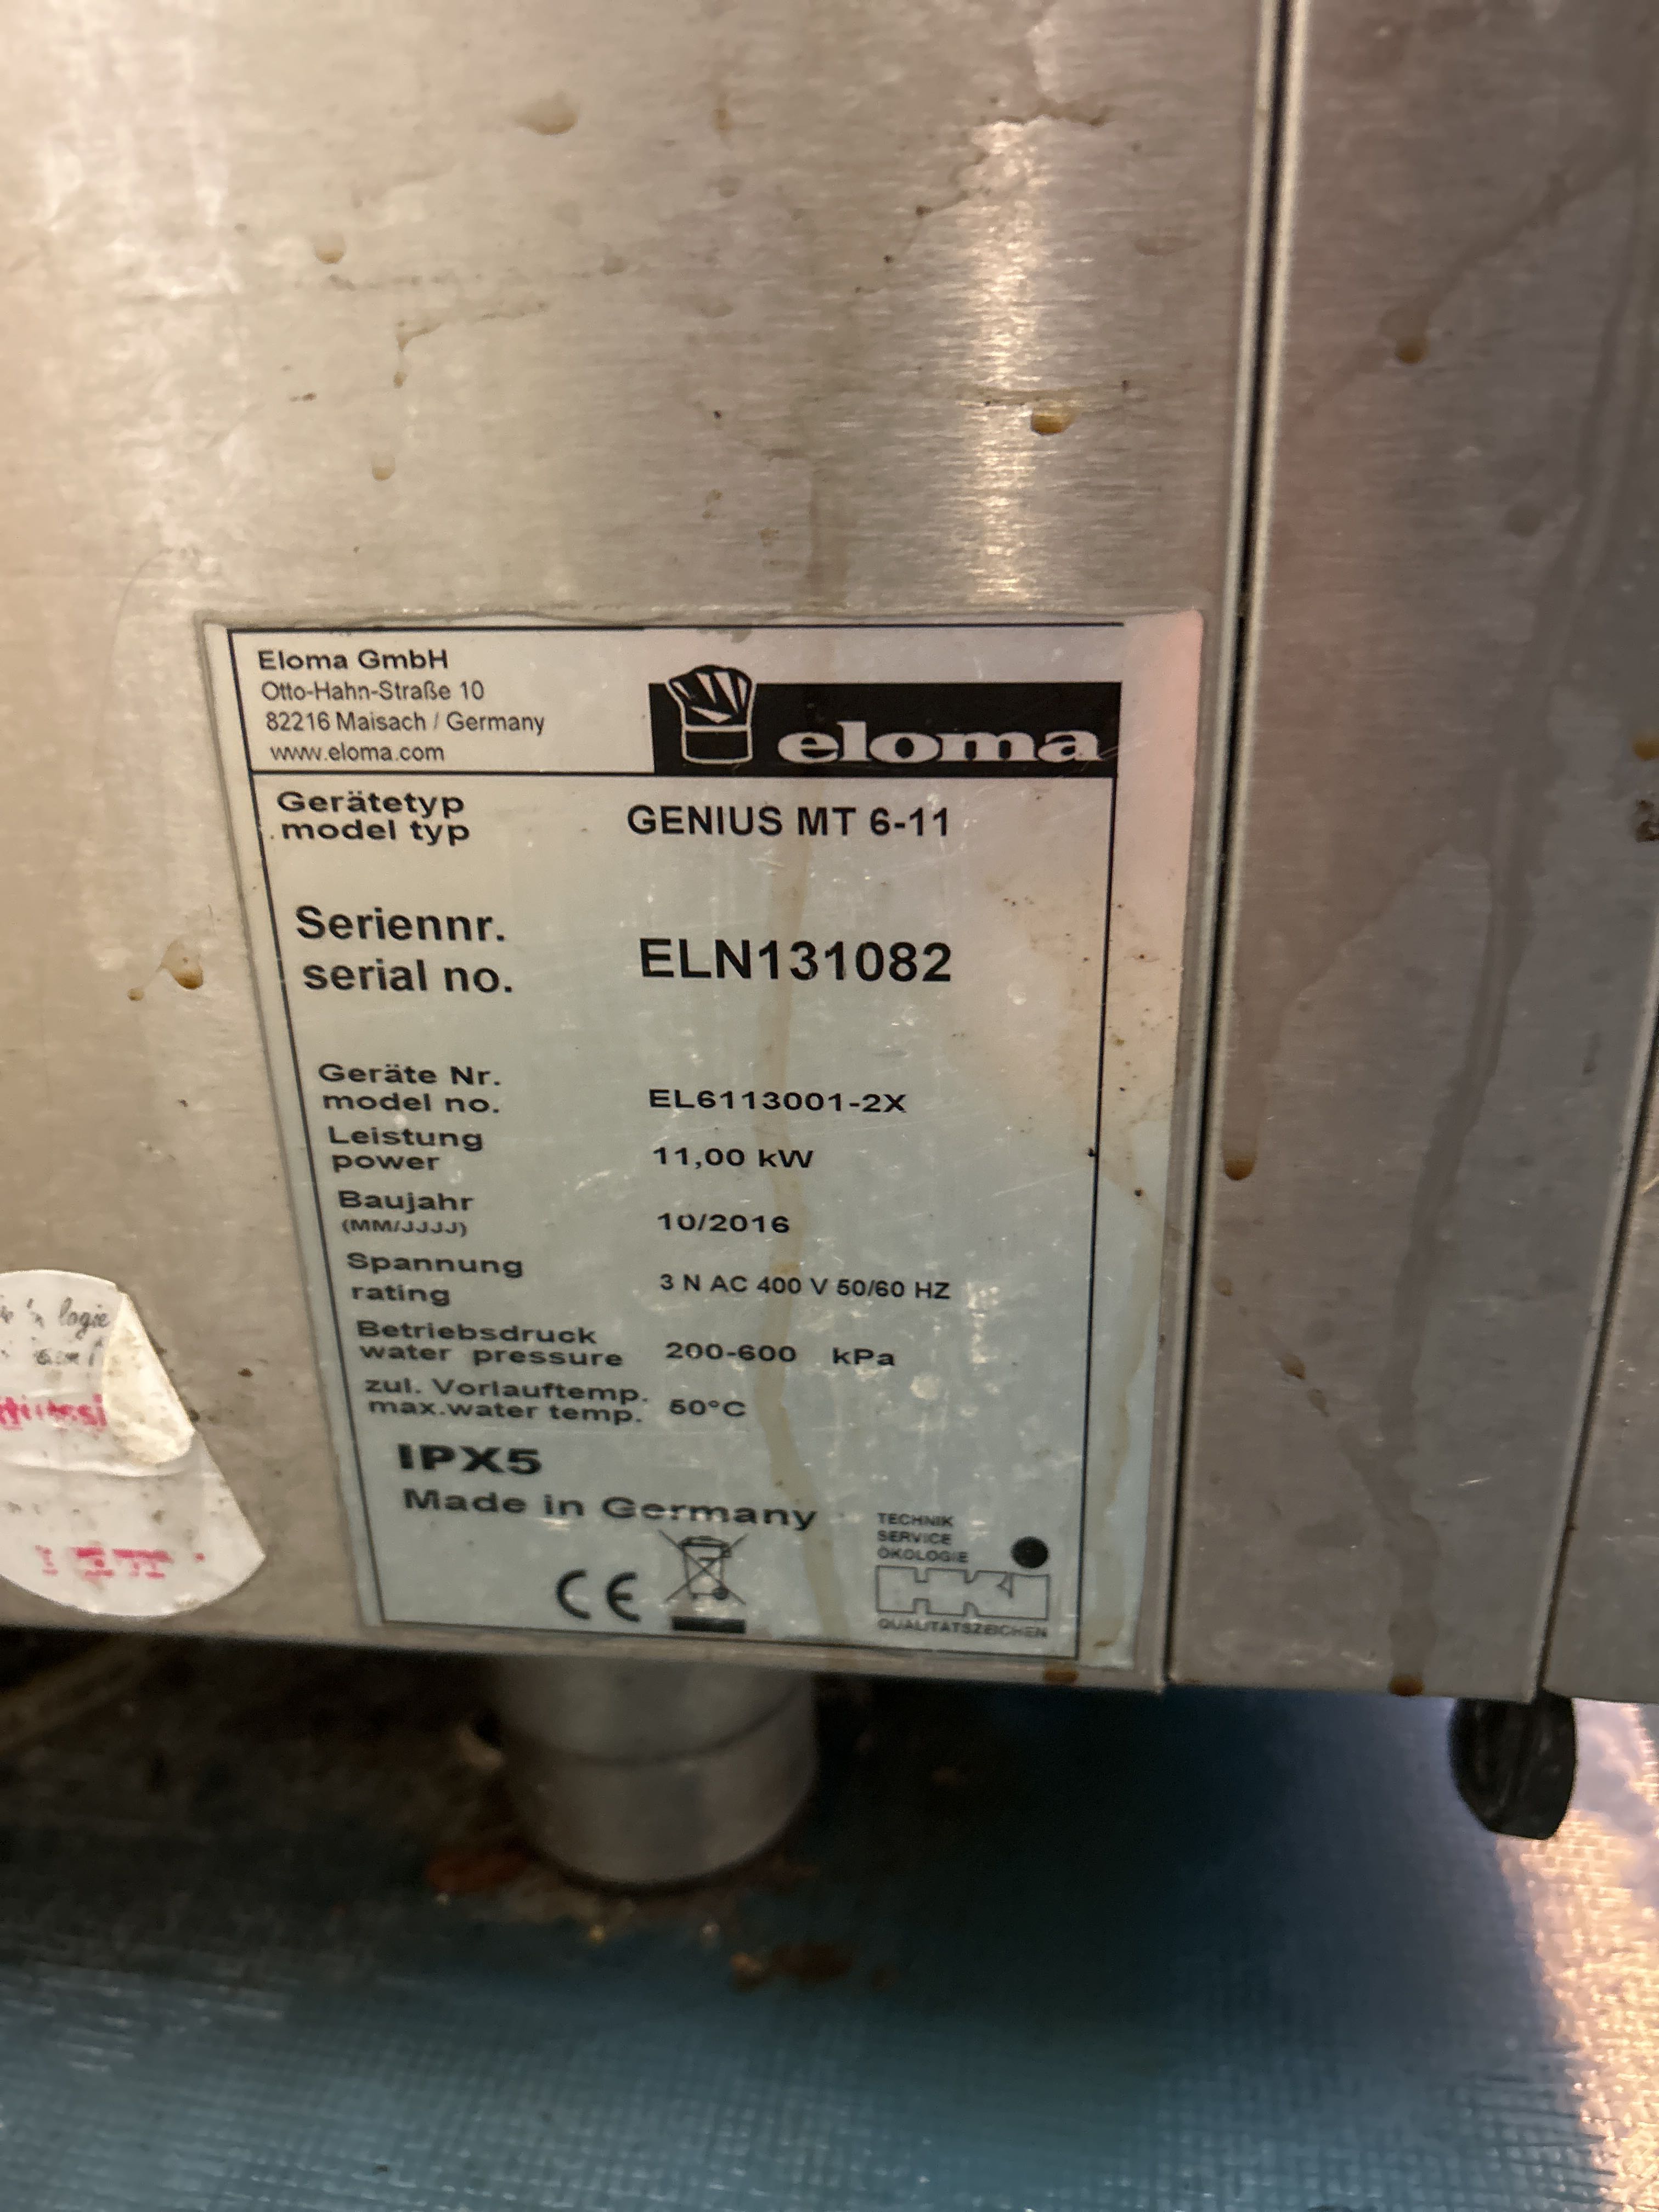 Eloma GmbH
Otto-Hahn-Straße 10
82216 Maisach / Germany
www.eloma.com
eloma
Gerätetyp
model typ
GENIUS MT 6-11
Seriennr.
serial no.
ELN131082
Geräte Nr.
model no.
EL6113001-2X
Leistung
power
11,00 kW
Baujahr
(MM/JJJJ)
10/2016
Spannung
rating
3 N AC 400 V 50/60 HZ
Betriebsdruck
water pressure
200-600 kPa
zul. Vorlauftemp.
max.water temp.
50°C
IPX5
Made in Germany
CE
TECHNIK
SERVICE
ÖKOLOGIE
HKI
QUALITÄTSZEICHEN
logie